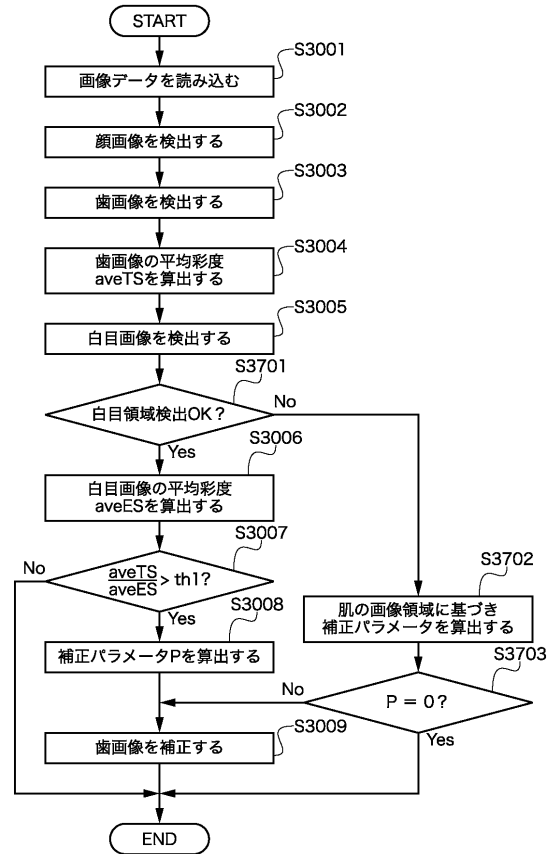 START
S3001
画像データを読み込む
S3002
顔画像を検出する
S3003
歯画像を検出する
S3004
歯画像の平均彩度
aveTSを算出する
S3005
白目画像を検出する
S3701
白目領域検出OK？
No
Yes
S3006
白目画像の平均彩度
aveESを算出する
S3007
No
aveTS
aveES
> th1?
Yes
S3702
肌の画像領域に基づき
補正パラメータを算出する
S3008
補正パラメータPを算出する
S3703
No
P = 0?
Yes
S3009
歯画像を補正する
END